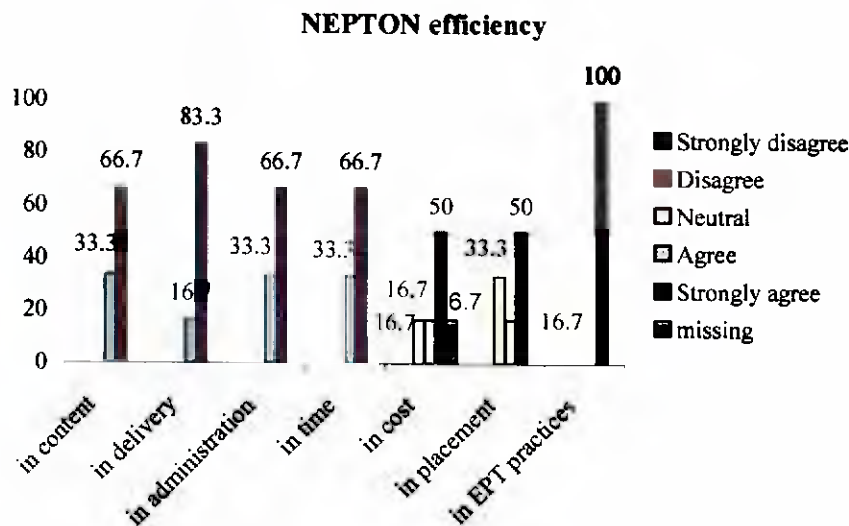 NEPTON efficiency
100
100
80
83.3
66.7
66.7
66.7
60
50
50
40
33.3
33.3
33.3
33.3
20
16.7
16.7
6.7
16.7
0
in content
in delivery
in administration
in time
in cost
in placement
in EPT practices
Strongly disagree
Disagree
Neutral
Agree
Strongly agree
missing